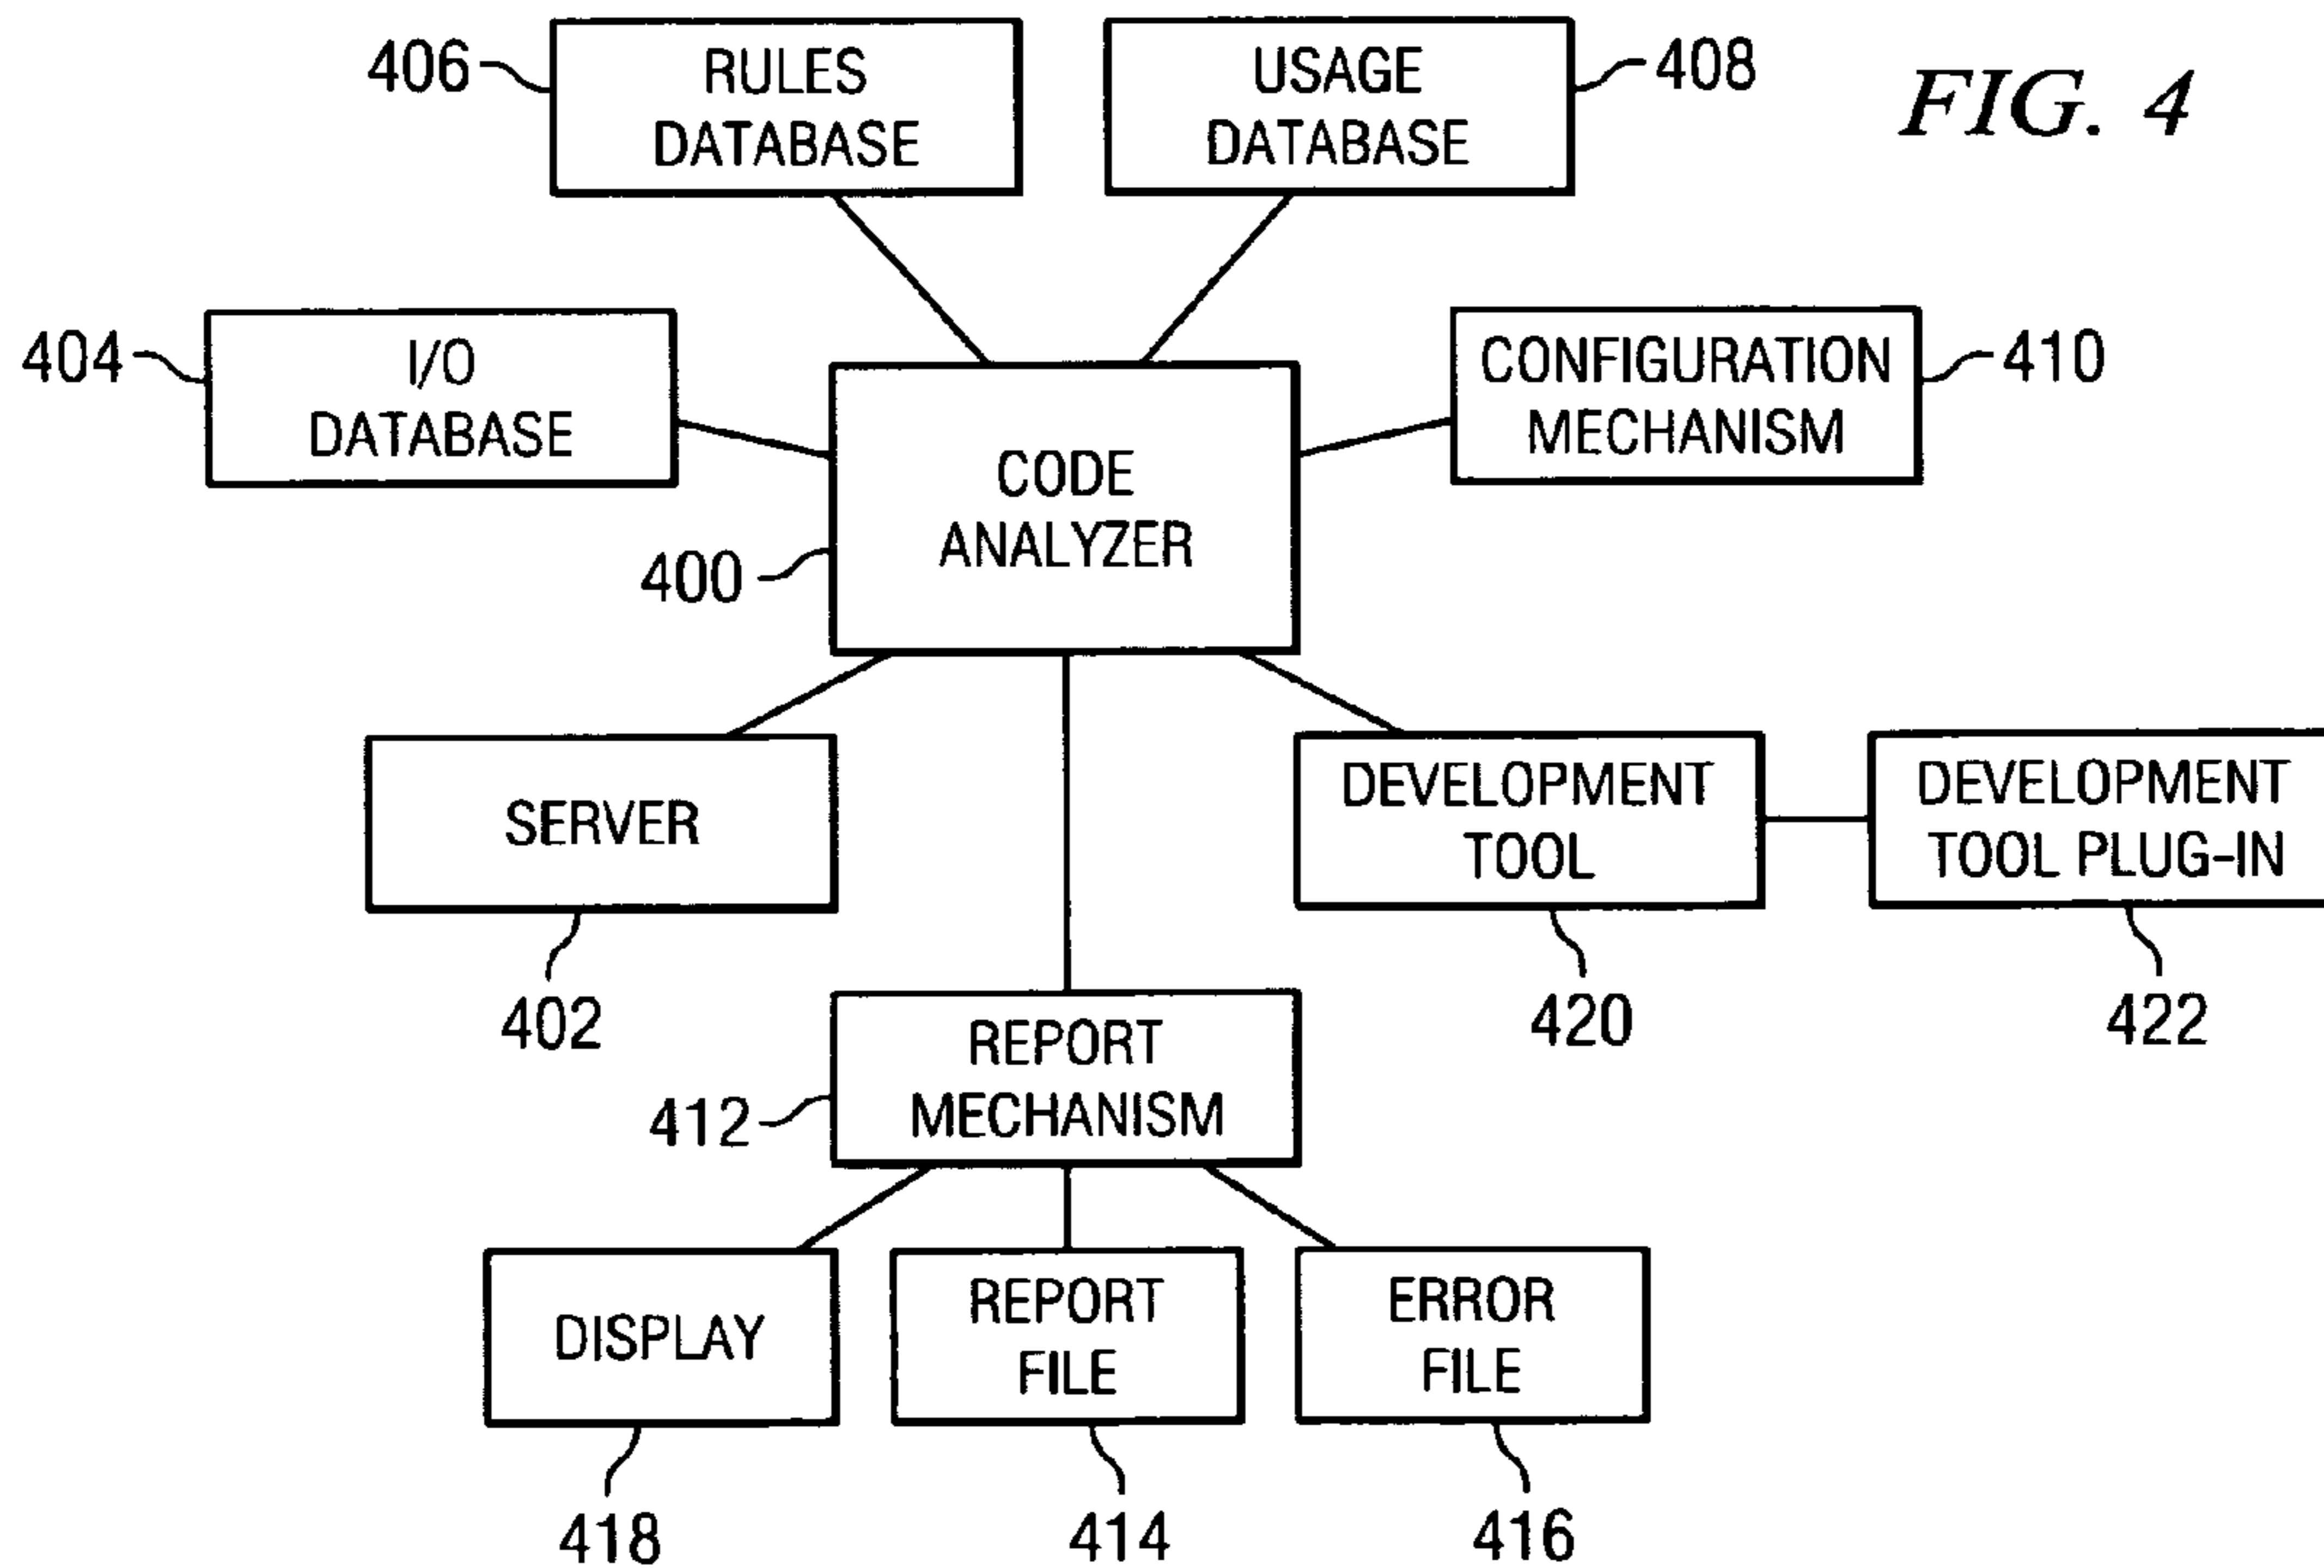 406
RULES
DATABASE
USAGE
DATABASE
408
FIG. 4
404
I/O
DATABASE
CODE
ANALYZER
400
CONFIGURATION
MECHANISM
410
SERVER
402
DEVELOPMENT
TOOL
420
DEVELOPMENT
TOOL PLUG-IN
422
REPORT
MECHANISM
412
DISPLAY
418
REPORT
FILE
414
ERROR
FILE
416